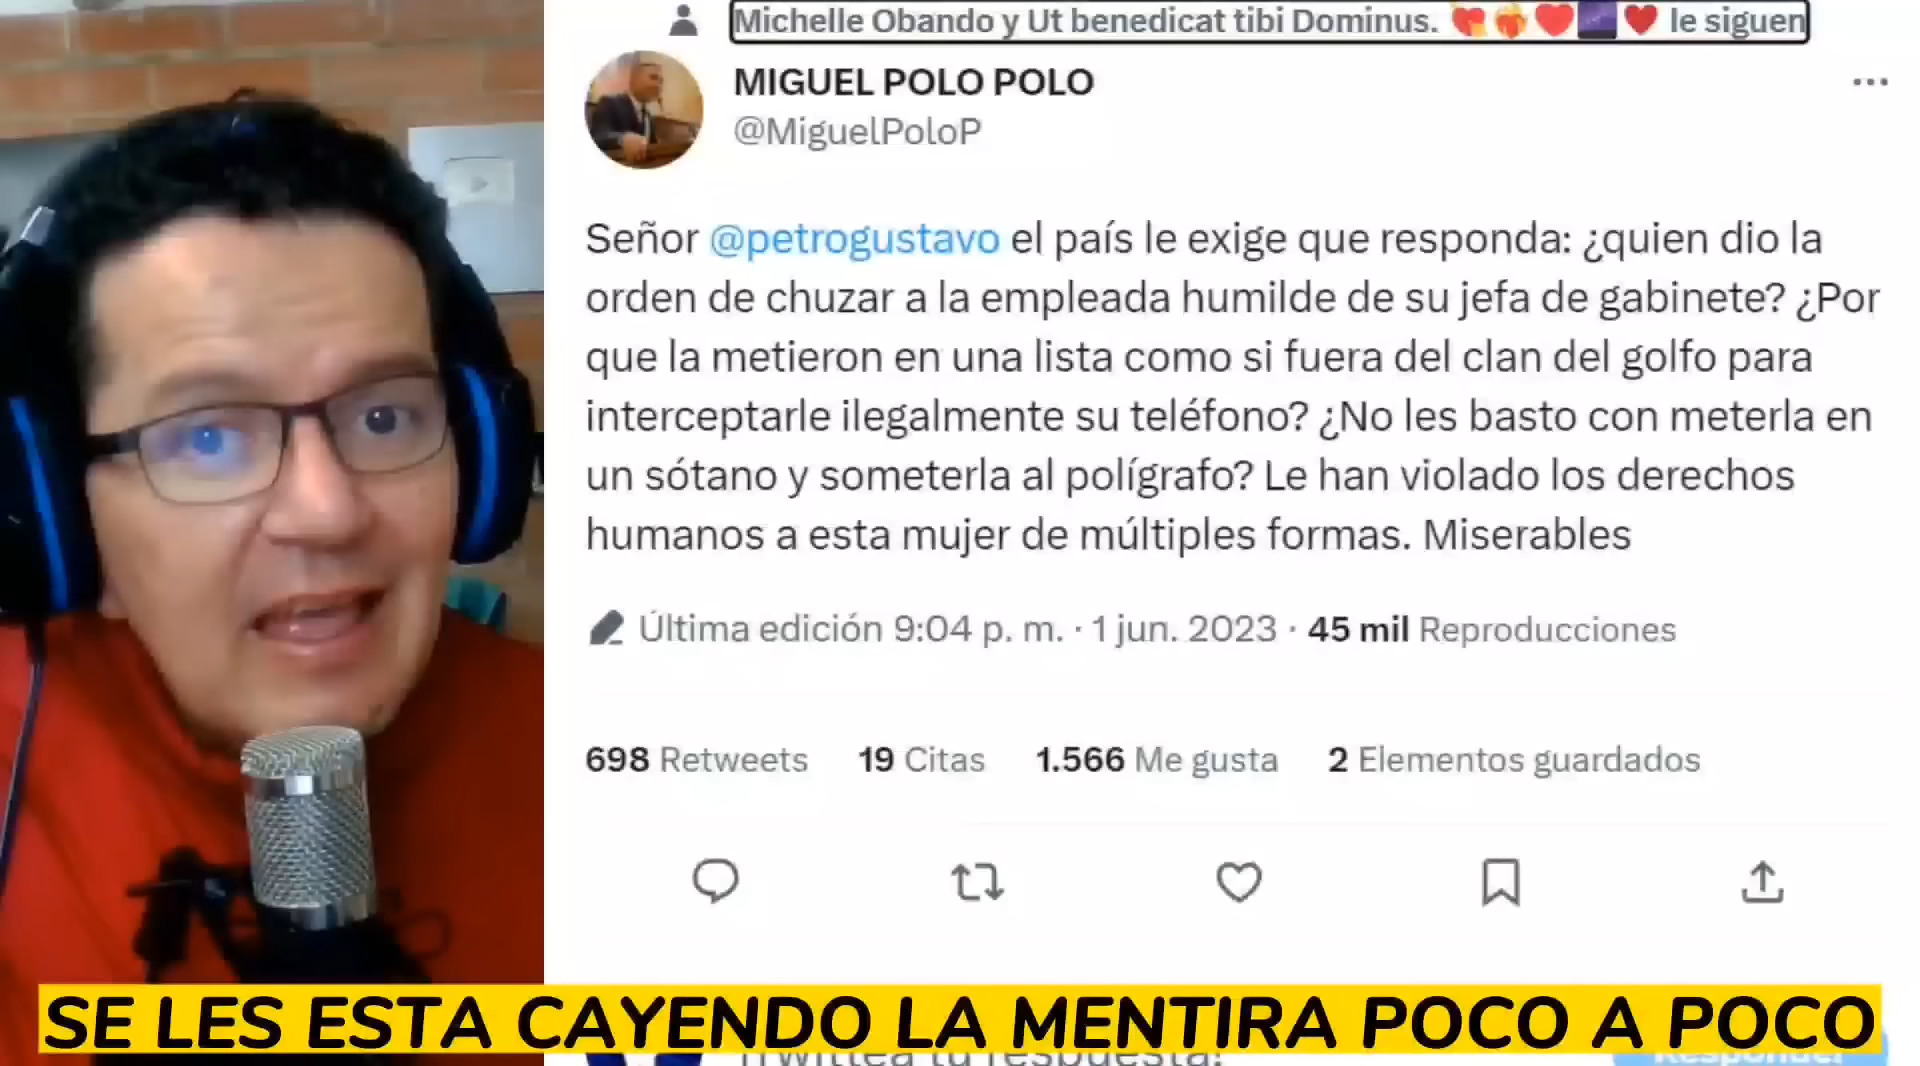 Michelle Obando y Ut benedicat tibi Dominus. 💘❤️‍🔥❤️🌌❤️ le siguen
MIGUEL POLO POLO
@MiguelPoloP
Señor @petrogustavo el país le exige que responda: ¿quien dio la
orden de chuzar a la empleada humilde de su jefa de gabinete? ¿Por
que la metieron en una lista como si fuera del clan del golfo para
interceptarle ilegalmente su teléfono? ¿No les basto con meterla en
un sótano y someterla al polígrafo? Le han violado los derechos
humanos a esta mujer de múltiples formas. Miserables
Última edición 9:04 p. m. · 1 jun. 2023 · 45 mil Reproducciones
698 Retweets 19 Citas 1.566 Me gusta 2 Elementos guardados
SE LES ESTA CAYENDO LA MENTIRA POCO A POCO
¡Twittea tu respuesta!
Responder